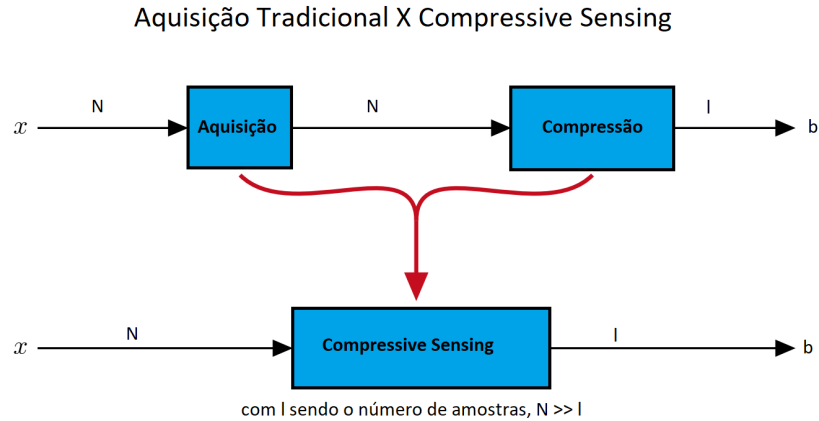 Aquisição Tradicional X Compressive Sensing
x N Aquisição N Compressão l b
x N Compressive Sensing l b
com l sendo o número de amostras, N >> l